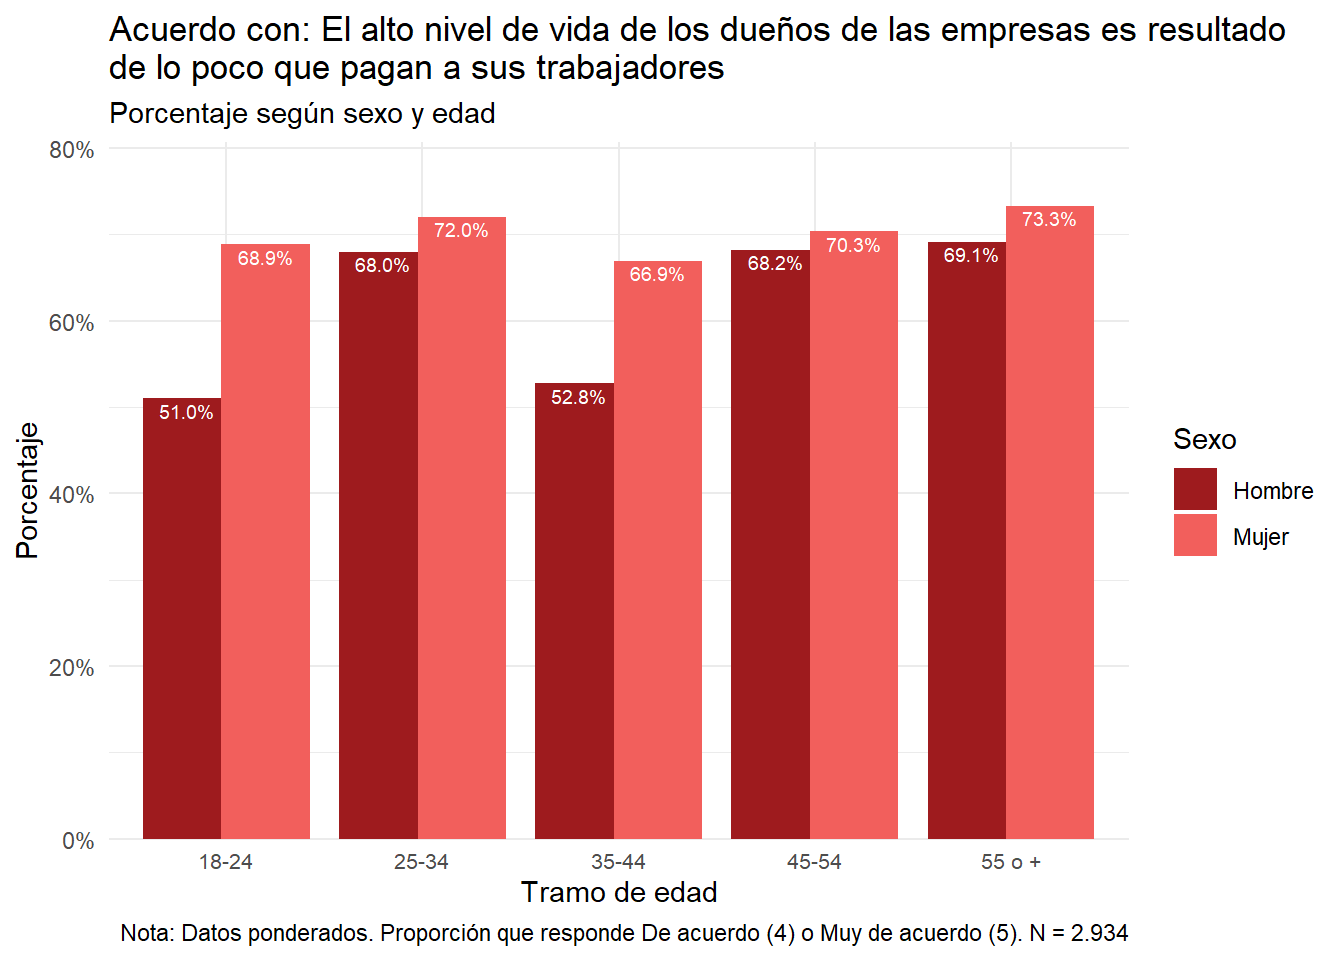 Acuerdo con: El alto nivel de vida de los dueños de las empresas es resultado
de lo poco que pagan a sus trabajadores
Porcentaje según sexo y edad
80%
60%
40%
20%
0%
Porcentaje
51.0%
68.9%
68.0%
72.0%
52.8%
66.9%
68.2%
70.3%
69.1%
73.3%
18-24
25-34
35-44
45-54
55 o +
Tramo de edad
Sexo
Hombre
Mujer
Nota: Datos ponderados. Proporción que responde De acuerdo (4) o Muy de acuerdo (5). N = 2.934